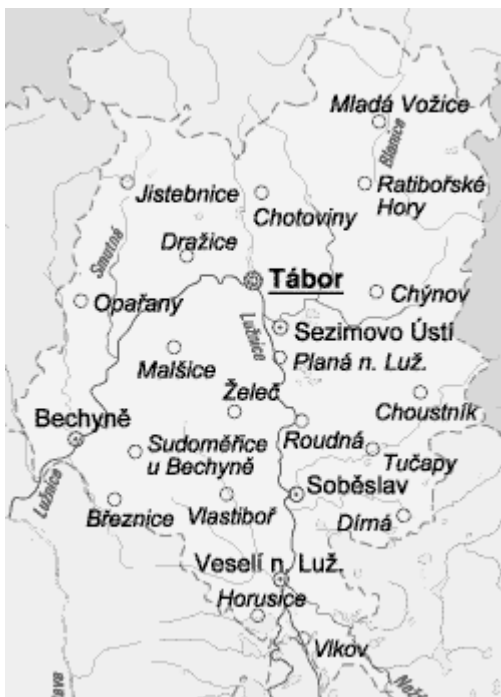 Mladá Vožice
Blanice
Jistebnice
Ratibořské
Hory
Chotoviny
Smutná
Dražice
Tábor
Opařany
Chýnov
Lužnice
Sezimovo Ústí
Malšice
Planá n. Luž.
Želeč
Choustník
Bechyně
Roudná
Sudoměřice
u Bechyně
Tučapy
Lužnice
Soběslav
Březnice
Vlastiboř
Dírná
Veselí n. Luž.
Horusice
Vlkov